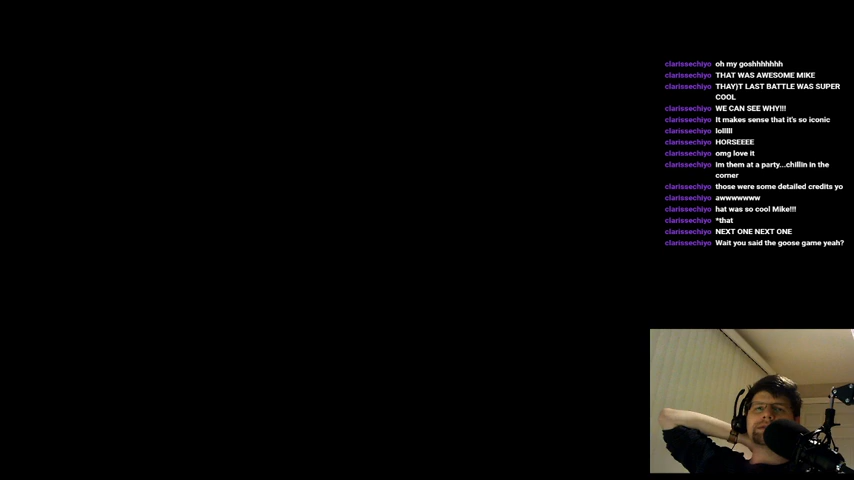 clarissechiyo oh my goshhhhhhh
clarissechiyo THAT WAS AWESOME MIKE
clarissechiyo THAY)T LAST BATTLE WAS SUPER
COOL
clarissechiyo WE CAN SEE WHY!!!
clarissechiyo It makes sense that it's so iconic
clarissechiyo lolllll
clarissechiyo HORSEEEE
clarissechiyo omg love it
clarissechiyo im them at a party...chillin in the
corner
clarissechiyo those were some detailed credits yo
clarissechiyo awwwwwww
clarissechiyo hat was so cool Mike!!!
clarissechiyo *that
clarissechiyo NEXT ONE NEXT ONE
clarissechiyo Wait you said the goose game yeah?